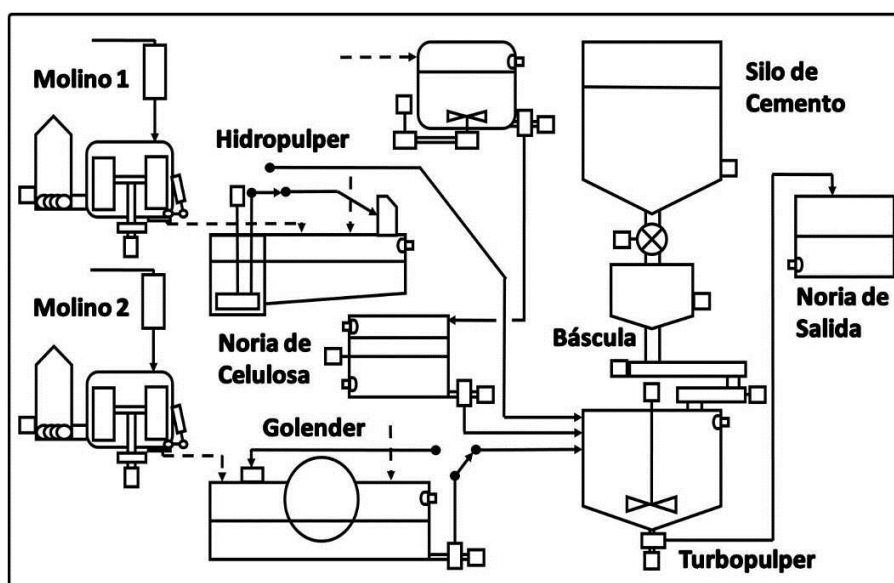 Molino 1
Hidropulper
Silo de
Cemento
Molino 2
Noria de
Celulosa
Báscula
Noria de
Salida
Golender
Turbopulper